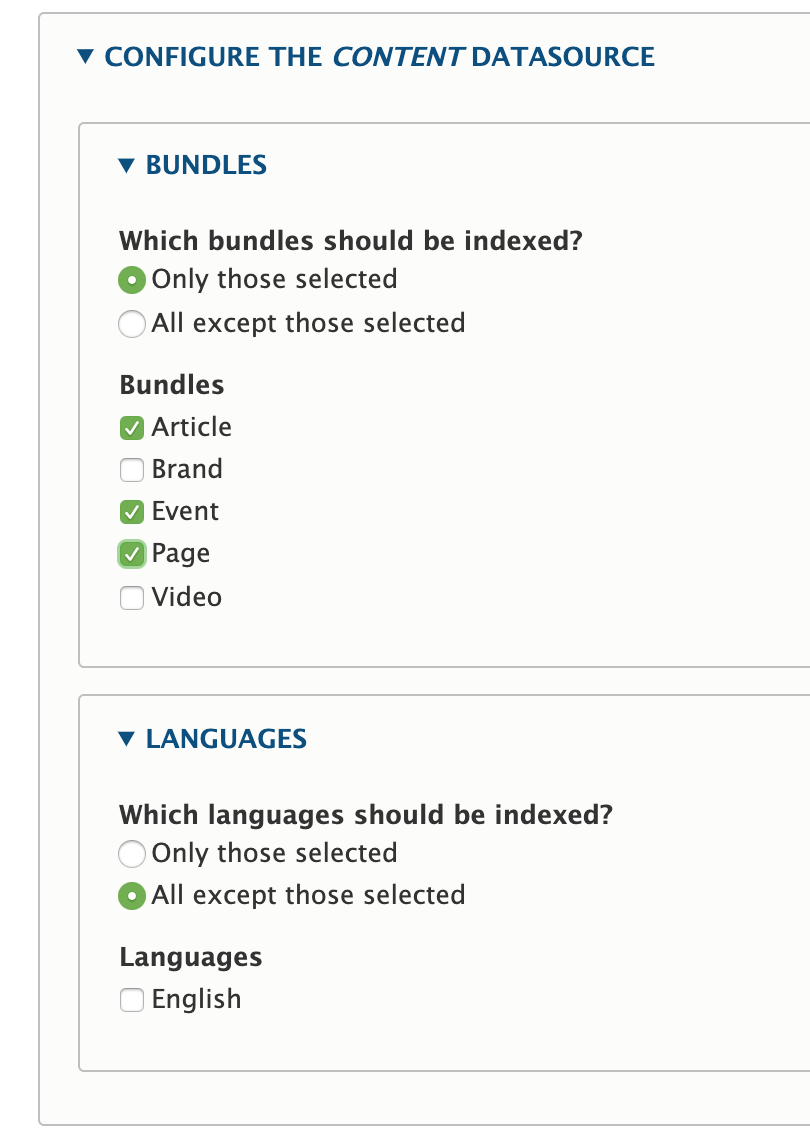 CONFIGURE THE CONTENT DATASOURCE
BUNDLES
Which bundles should be indexed?
Only those selected
All except those selected
Bundles
Article
Brand
Event
Page
Video
LANGUAGES
Which languages should be indexed?
Only those selected
All except those selected
Languages
English